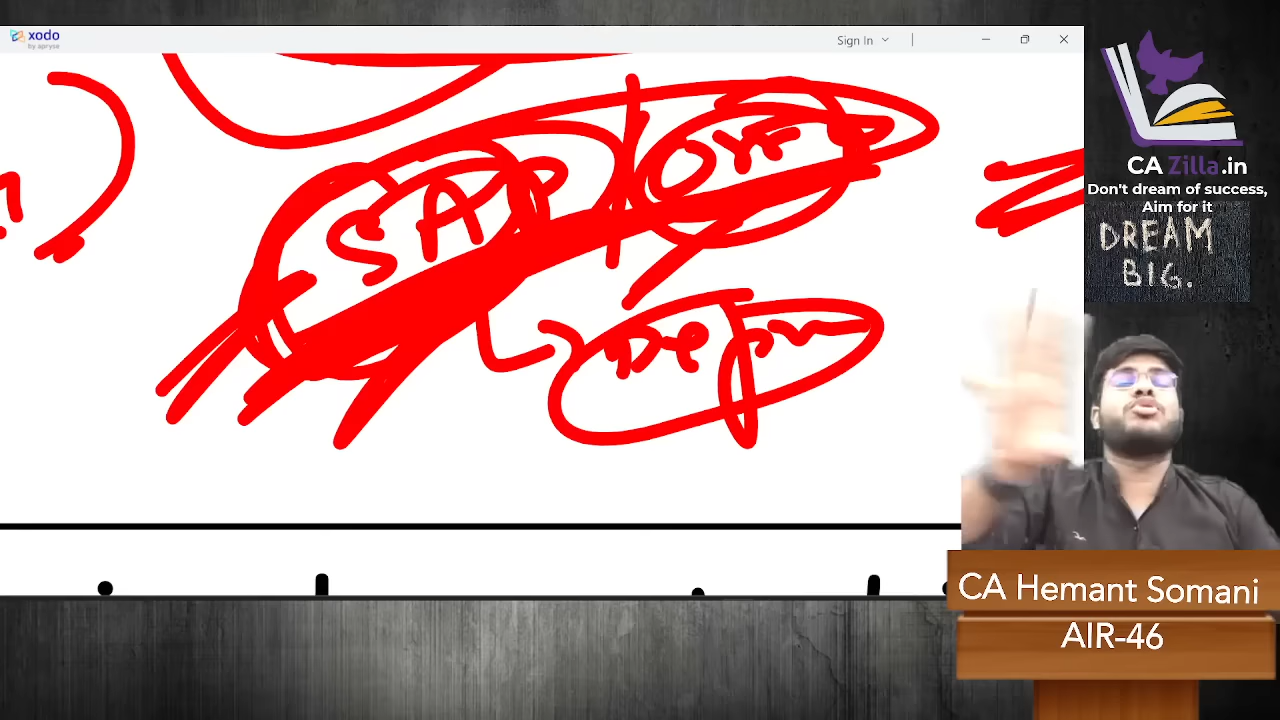 xodo
by apryse
Sign In
SAP
CA Zilla.in
Don't dream of success,
Aim for it
DREAM
BIG.
CA Hemant Somani
AIR-46